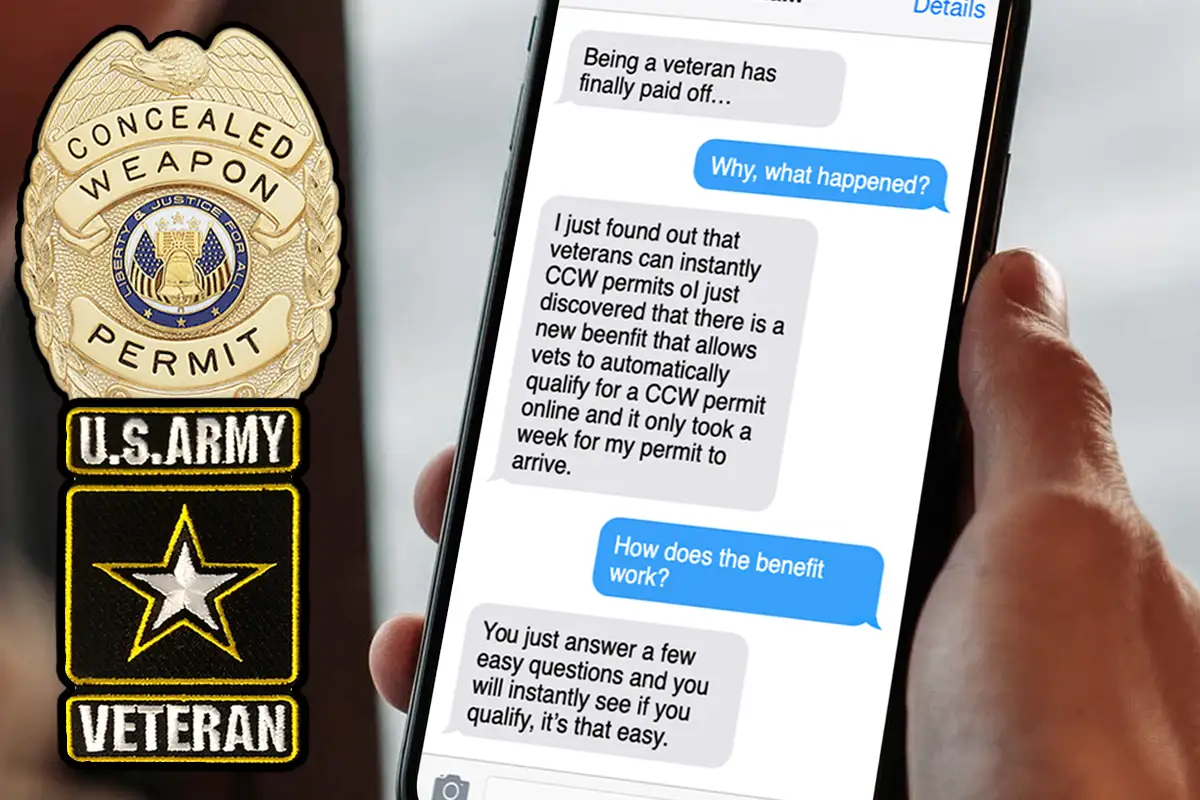 CONCEALED
WEAPON
LIBERTY & JUSTICE FOR ALL
PERMIT
U.S.ARMY
VETERAN
Details
Being a veteran has
finally paid off...
Why, what happened?
I just found out that
veterans can instantly
CCW permits oI just
discovered that there is a
new beenfit that allows
vets to automatically
qualify for a CCW permit
online and it only took a
week for my permit to
arrive.
How does the benefit
work?
You just answer a few
easy questions and you
will instantly see if you
qualify, it's that easy.